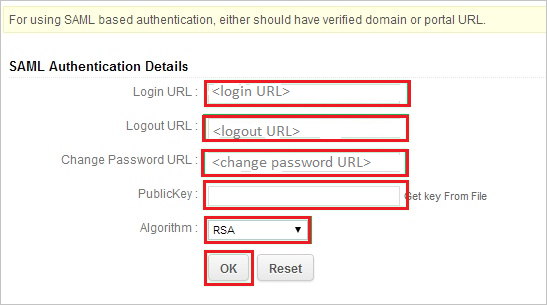 For using SAML based authentication, either should have verified domain or portal URL.
SAML Authentication Details
Login URL : <login URL>
Logout URL : <logout URL>
Change Password URL : <change password URL>
PublicKey : Get key From File
Algorithm : RSA
OK Reset